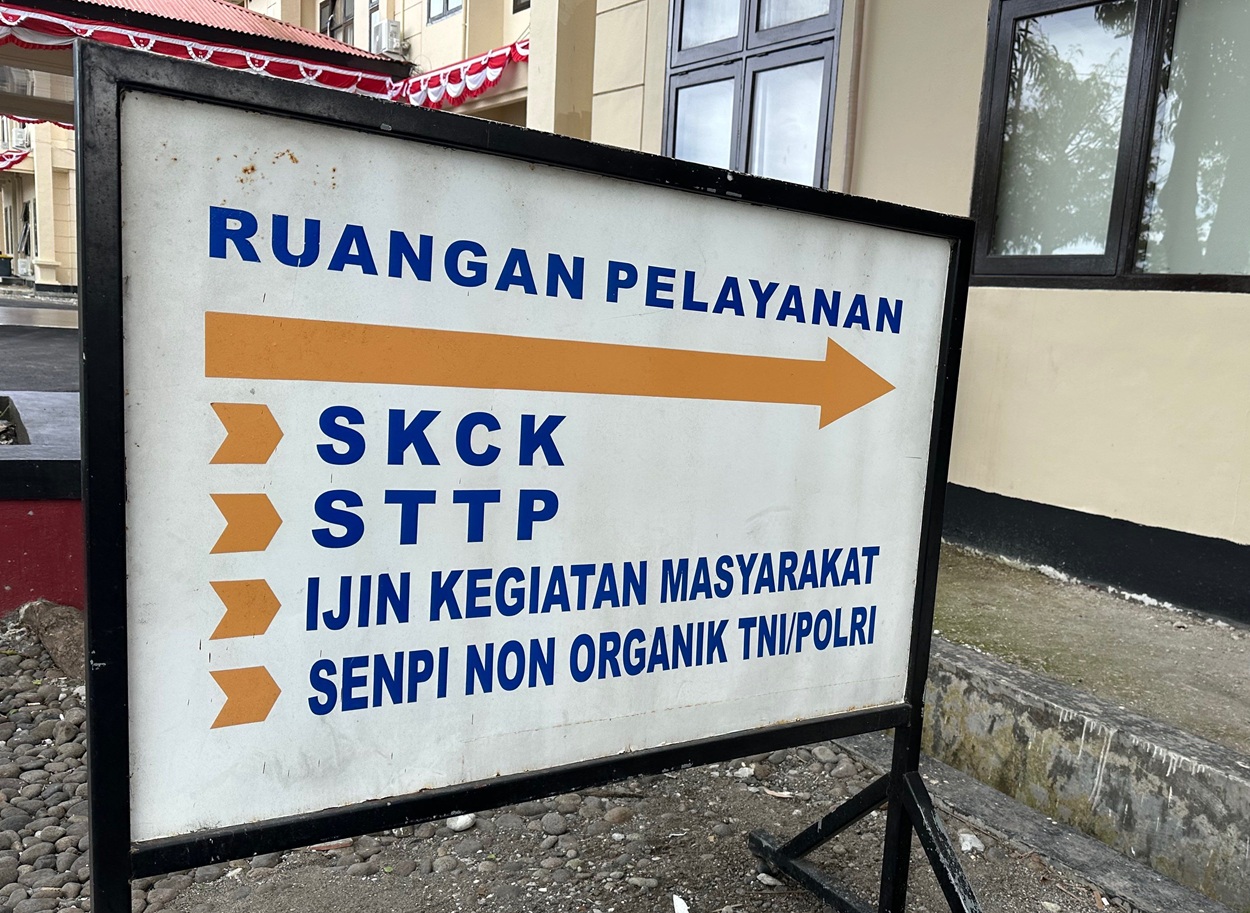 RUANGAN PELAYANAN
SKCK
STTP
IJIN KEGIATAN MASYARAKAT
SENPI NON ORGANIK TNI/POLRI